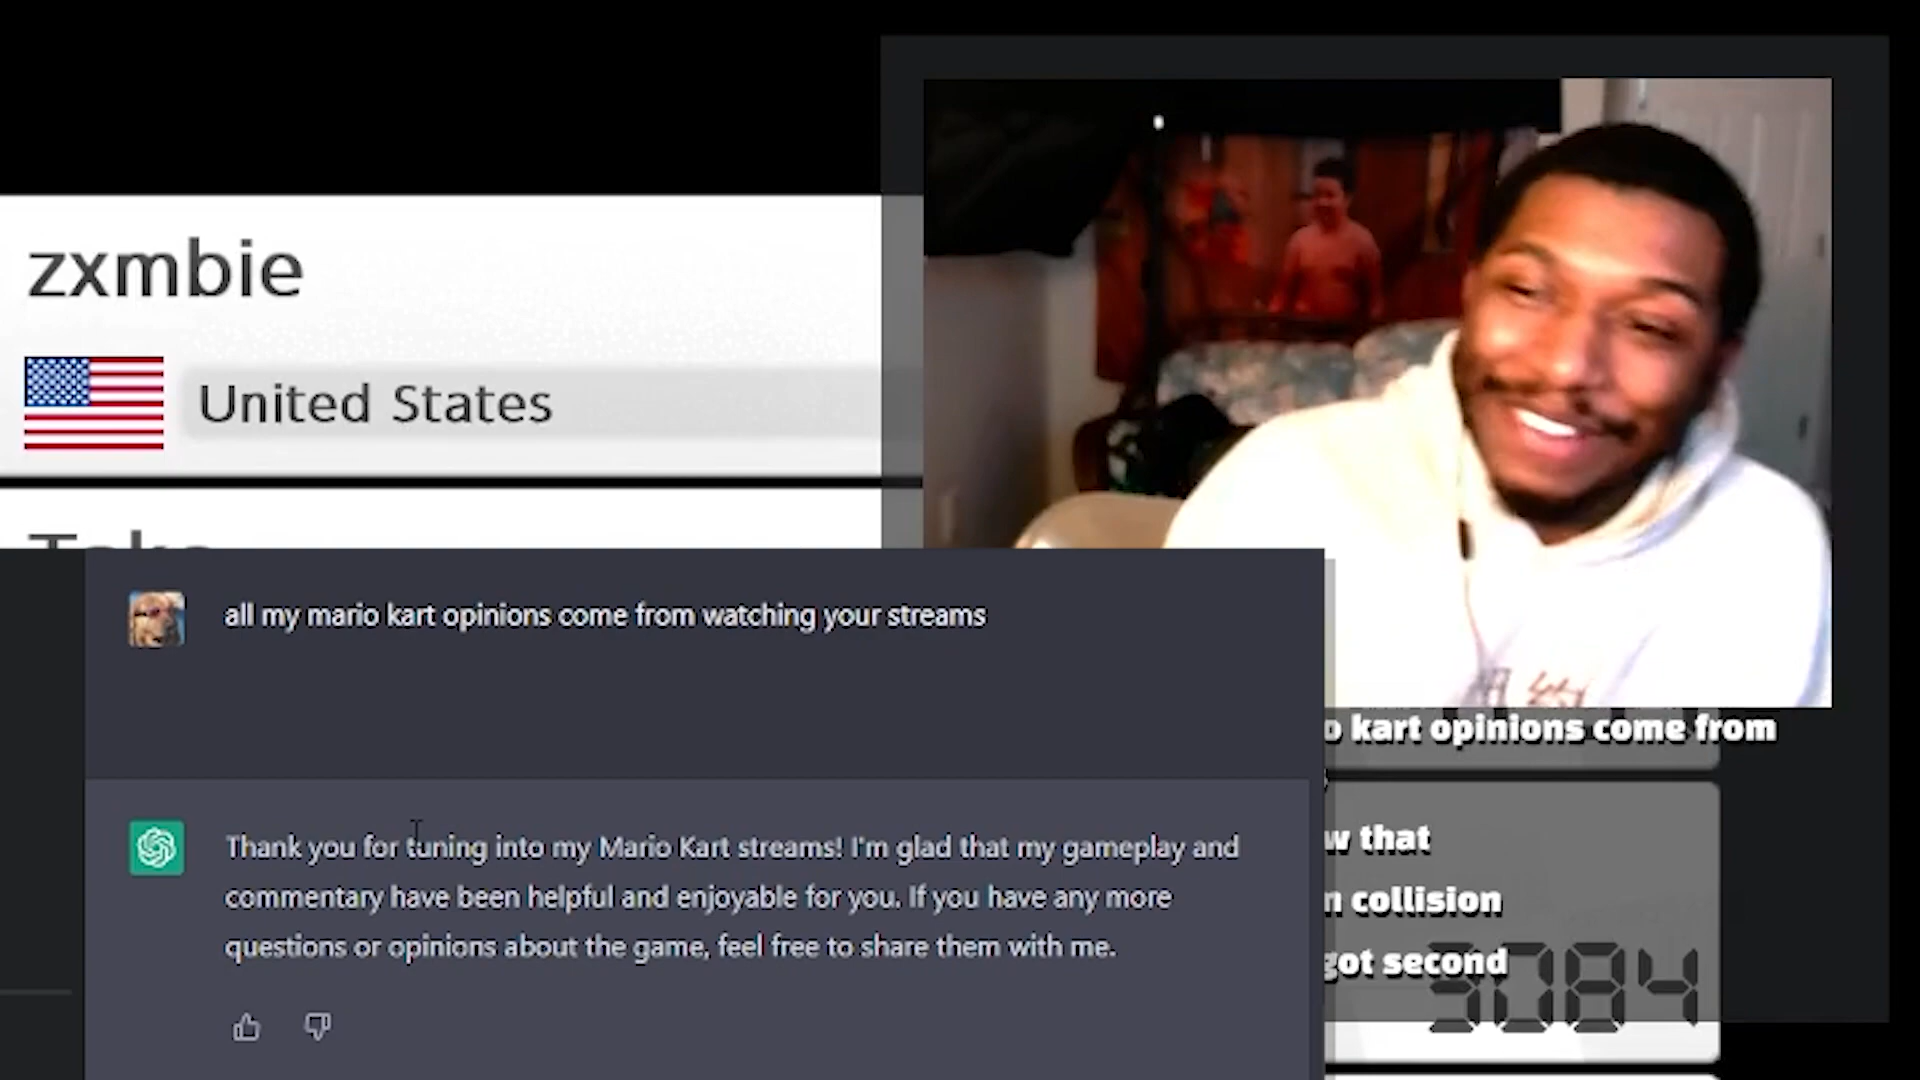 zxmbie
United States
all my mario kart opinions come from watching your streams
Thank you for tuning into my Mario Kart streams! I'm glad that my gameplay and
commentary have been helpful and enjoyable for you. If you have any more
questions or opinions about the game, feel free to share them with me.
o kart opinions come from
w that
n collision
got second
9084